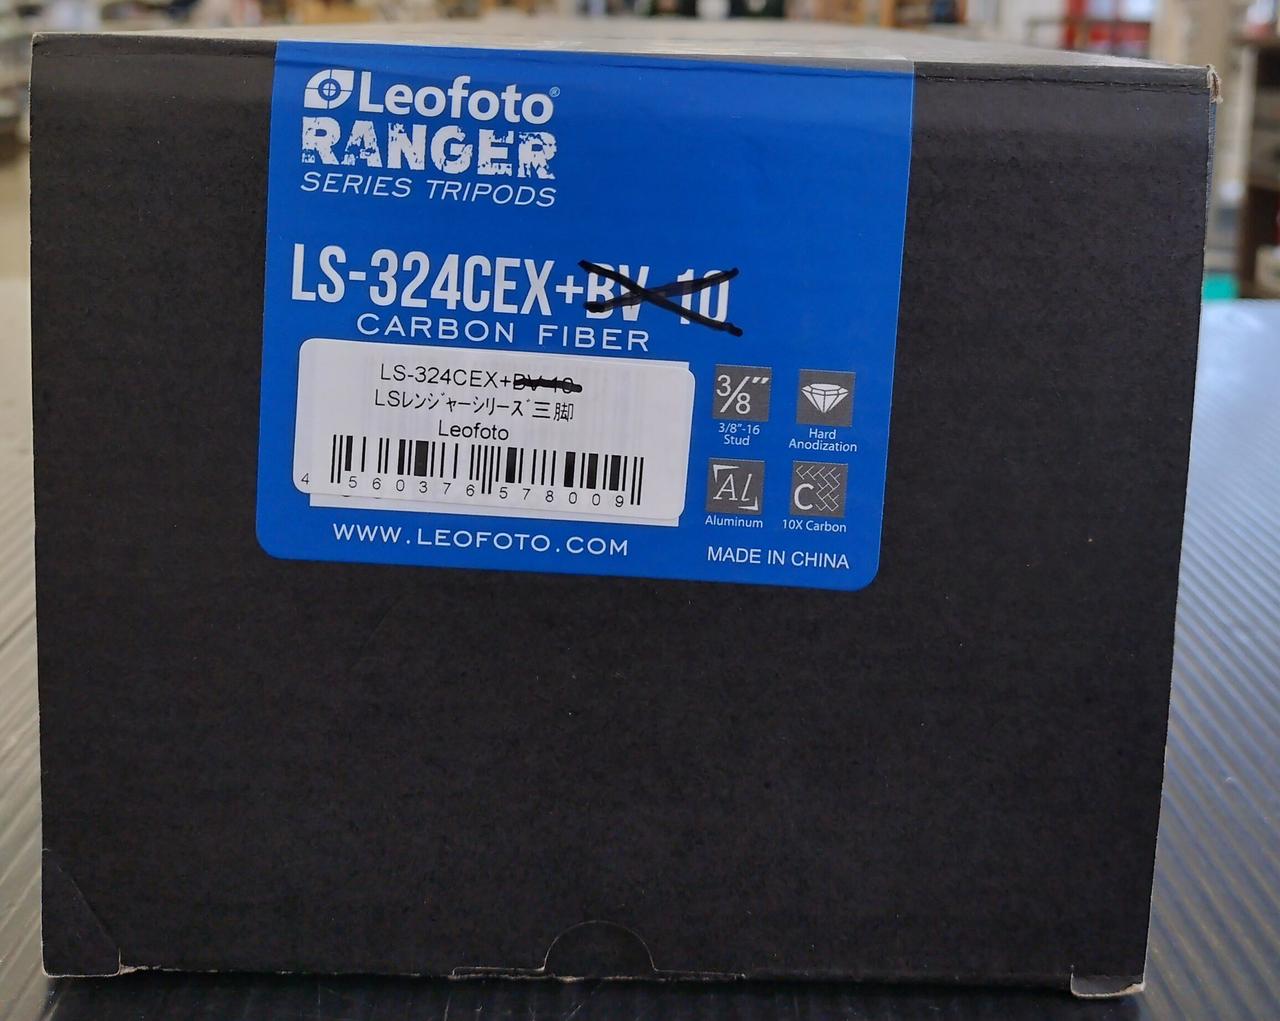 Leofoto®
RANGER
SERIES TRIPODS
LS-324CEX+BV-10
CARBON FIBER
LS-324CEX+BV-10
LSレンジャーシリーズ三脚
Leofoto
4 560376 578009
3/8"
3/8"-16
Stud
Hard
Anodization
Al
Aluminum
C
10X Carbon
WWW.LEOFOTO.COM
MADE IN CHINA